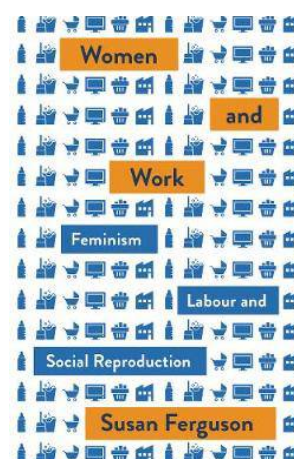 Women
and
Work
Feminism
Labour and
Social Reproduction
Susan Ferguson